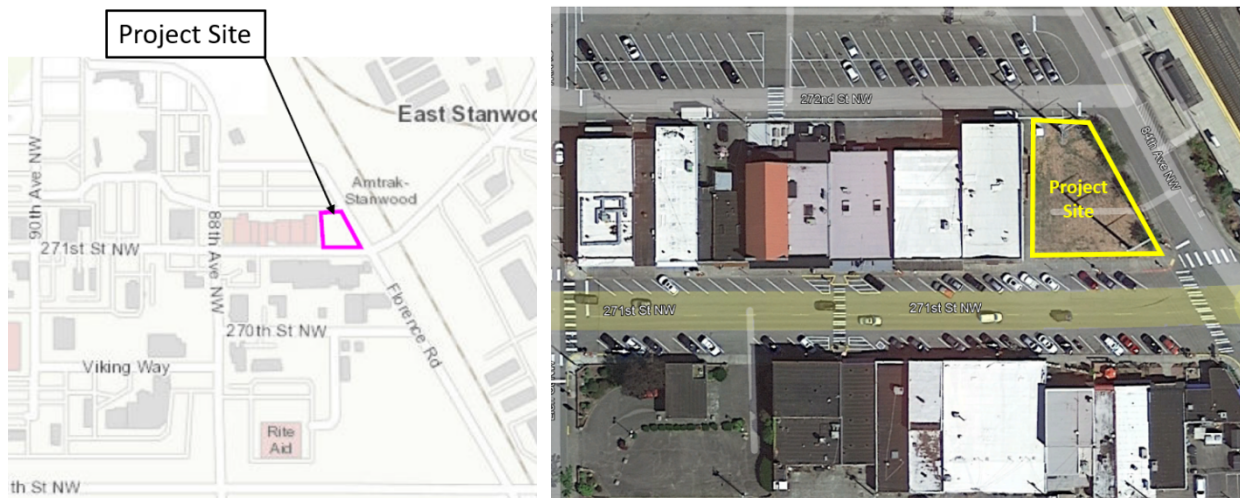 Project Site
East Stanwoo
Amtrak-
Stanwood
90th Ave NW
88th Ave NW
271st St NW
Florence Rd
270th St NW
Viking Way
Rite
Aid
th St NW
272nd St NW
84th Ave NW
Project
Site
271st St NW
271st St NW